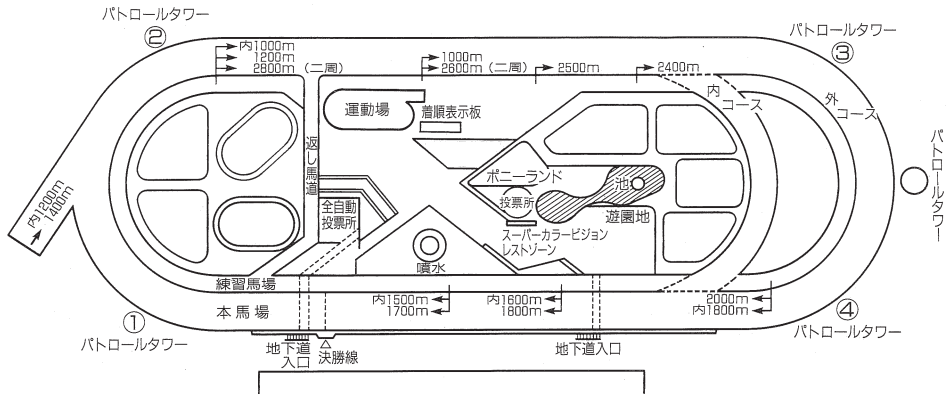 パトロールタワー
②
内1000m
1200m
2800m (二周)
1000m
2600m (二周)
2500m
2400m
パトロールタワー
③
内
コース
外
コース
運動場
着順表示板
返し馬道
ポニーランド
投票所
池
遊園地
スーパーカラービジョン
レストゾーン
全自動
投票所
噴水
パトロールタワー
内1200m
1400m
練習馬場
本馬場
内1500m
1700m
内1600m
1800m
2000m
内1800m
①
パトロールタワー
④
パトロールタワー
地下道
入口
決勝線
地下道入口